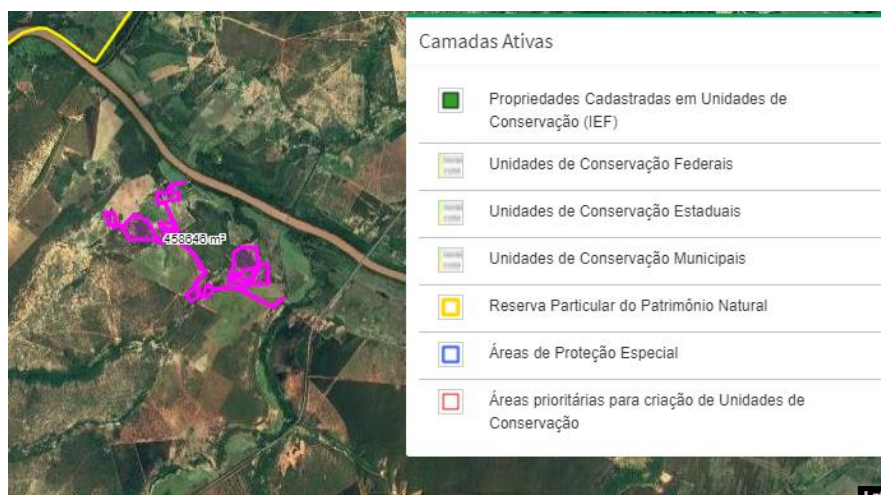 Camadas Ativas
Propriedades Cadastradas em Unidades de
Conservação (IEF)
Unidades de Conservação Federais
Unidades de Conservação Estaduais
Unidades de Conservação Municipais
Reserva Particular do Patrimônio Natural
Áreas de Proteção Especial
Áreas prioritárias para criação de Unidades de
Conservação
458646 m²